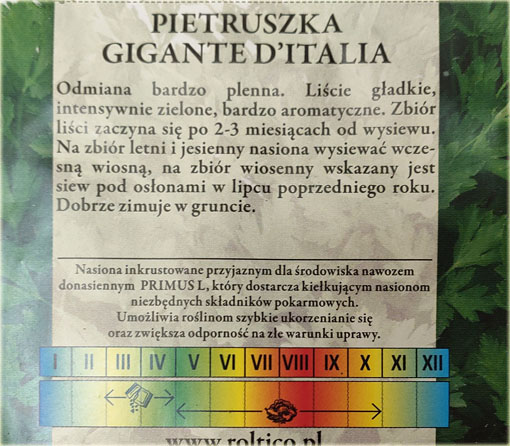 PIETRUSZKA
GIGANTE D'ITALIA
Odmiana bardzo plenna. Liście gładkie,
intensywnie zielone, bardzo aromatyczne. Zbiór
liści zaczyna się po 2-3 miesiącach od wysiewu.
Na zbiór letni i jesienny nasiona wysiewać wcze-
sną wiosną, na zbiór wiosenny wskazany jest
siew pod osłonami w lipcu poprzedniego roku.
Dobrze zimuje w gruncie.
Nasiona inkrustowane przyjaznym dla środowiska nawozem
donasiennym PRIMUS L, który dostarcza kiełkującym nasionom
niezbędnych składników pokarmowych.
Umożliwia roślinom szybkie ukorzenianie się
oraz zwiększa odporność na złe warunki uprawy.
I II III IV V VI VII VIII IX X XI XII
www.roltico.pl